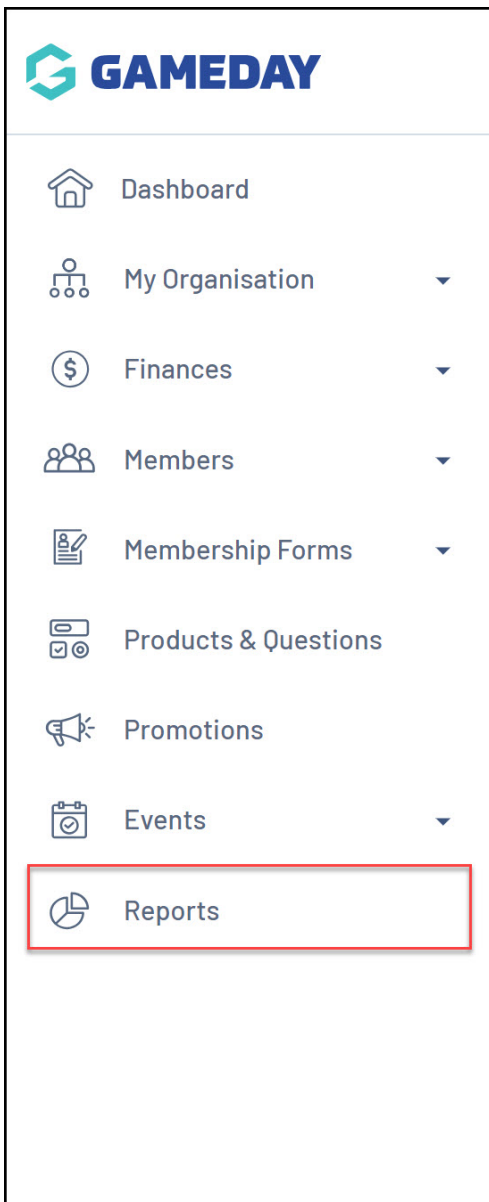 GAMEDAY
Dashboard
My Organisation
Finances
Members
Membership Forms
Products & Questions
Promotions
Events
Reports